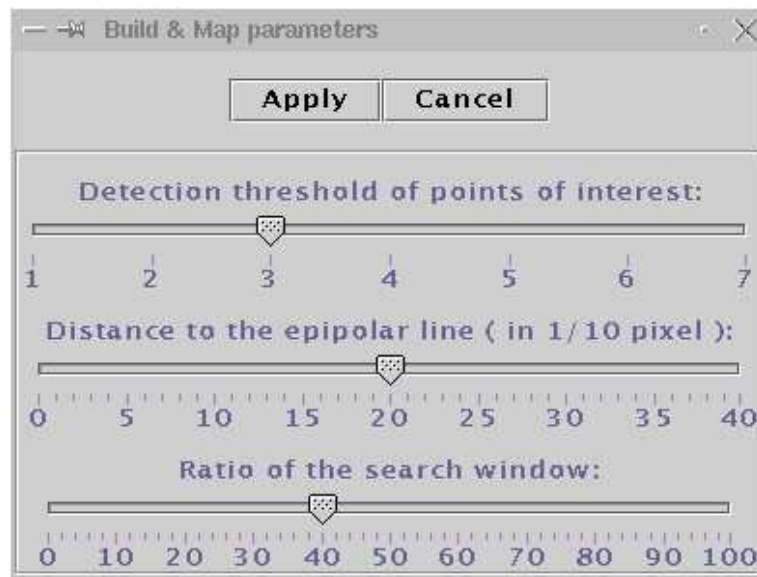 Build & Map parameters
Apply Cancel
Detection threshold of points of interest:
1 2 3 4 5 6 7
Distance to the epipolar line ( in 1/10 pixel ):
0 5 10 15 20 25 30 35 40
Ratio of the search window:
0 10 20 30 40 50 60 70 80 90 100